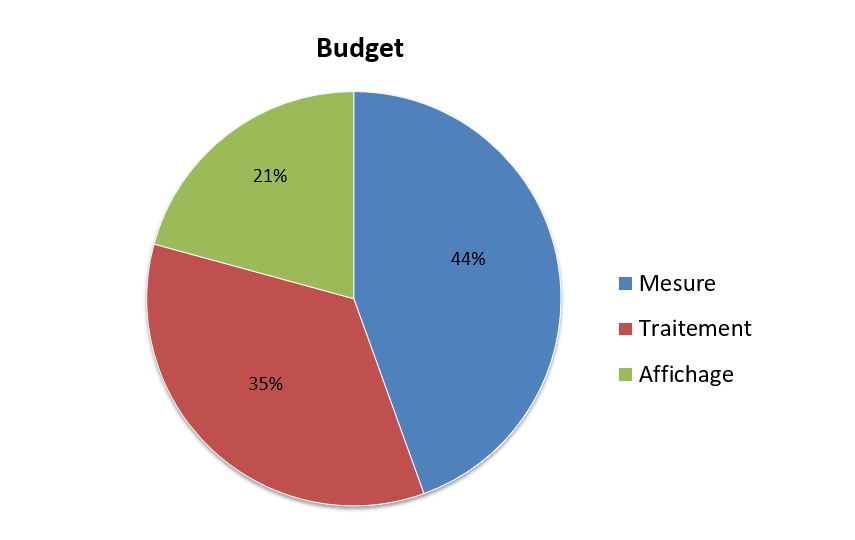 Budget
21%
44%
35%
Mesure
Traitement
Affichage